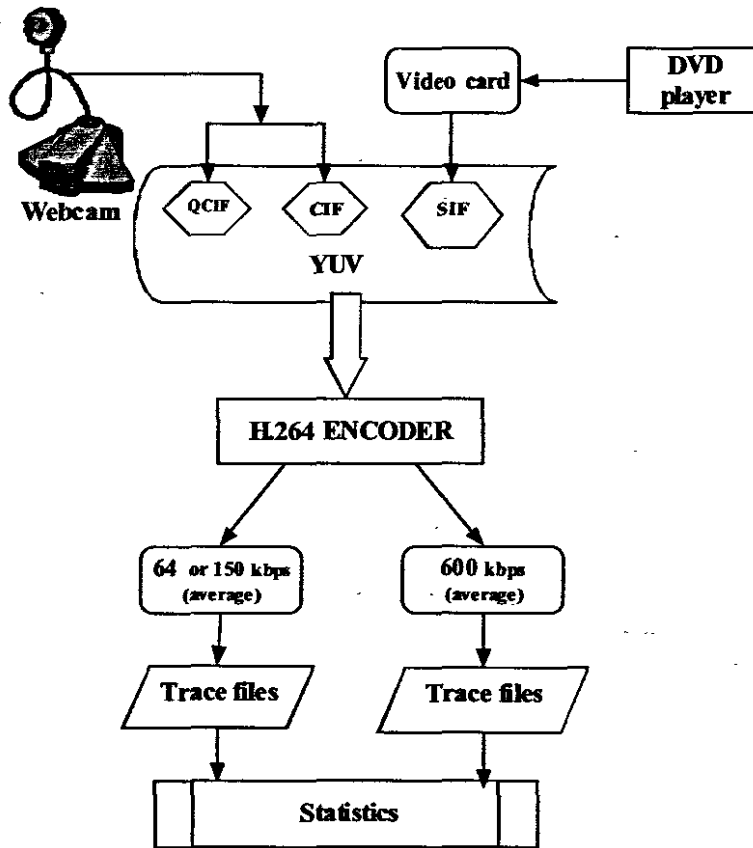 Video card
DVD
player
Webcam
QCIF
CIF
SIF
YUV
H.264 ENCODER
64 or 150 kbps
(average)
600 kbps
(average)
Trace files
Trace files
Statistics